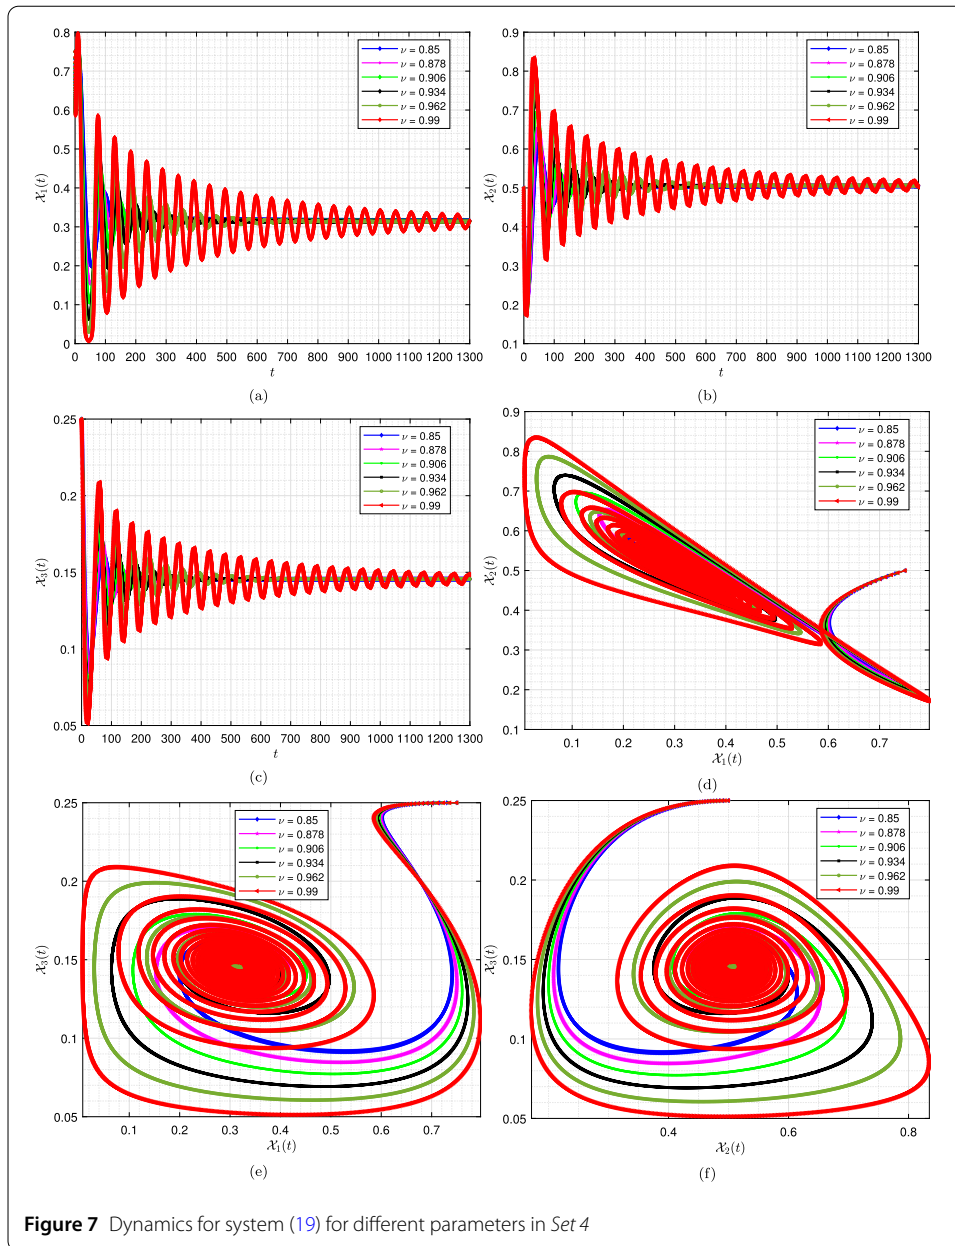 0.8
0.7
0.6
0.5
0.4
0.3
0.2
0.1
0
𝒳₁(t)
ν = 0.85
ν = 0.878
ν = 0.906
ν = 0.934
ν = 0.962
ν = 0.99
0 100 200 300 400 500 600 700 800 900 1000 1100 1200 1300
t
(a)
0.9
0.8
0.7
0.6
0.5
0.4
0.3
0.2
0.1
𝒳₂(t)
ν = 0.85
ν = 0.878
ν = 0.906
ν = 0.934
ν = 0.962
ν = 0.99
0 100 200 300 400 500 600 700 800 900 1000 1100 1200 1300
t
(b)
0.25
0.2
0.15
0.1
0.05
𝒳₃(t)
ν = 0.85
ν = 0.878
ν = 0.906
ν = 0.934
ν = 0.962
ν = 0.99
0 100 200 300 400 500 600 700 800 900 1000 1100 1200 1300
t
(c)
0.9
0.8
0.7
0.6
0.5
0.4
0.3
0.2
0.1
𝒳₂(t)
ν = 0.85
ν = 0.878
ν = 0.906
ν = 0.934
ν = 0.962
ν = 0.99
0.1 0.2 0.3 0.4 0.5 0.6 0.7
𝒳₁(t)
(d)
0.25
0.2
0.15
0.1
0.05
𝒳₃(t)
ν = 0.85
ν = 0.878
ν = 0.906
ν = 0.934
ν = 0.962
ν = 0.99
0.1 0.2 0.3 0.4 0.5 0.6 0.7
𝒳₁(t)
(e)
0.25
0.2
0.15
0.1
0.05
𝒳₃(t)
ν = 0.85
ν = 0.878
ν = 0.906
ν = 0.934
ν = 0.962
ν = 0.99
0.4 0.6 0.8
𝒳₂(t)
(f)
Figure 7 Dynamics for system (19) for different parameters in Set 4